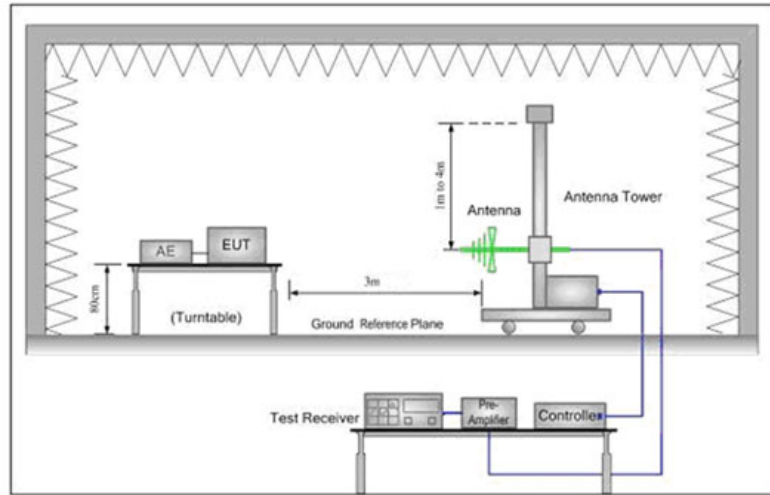 1m to 4m
Antenna
Antenna Tower
AE
EUT
80cm
(Turntable)
3m
Ground Reference Plane
Test Receiver
Pre-
Amplifier
Controller